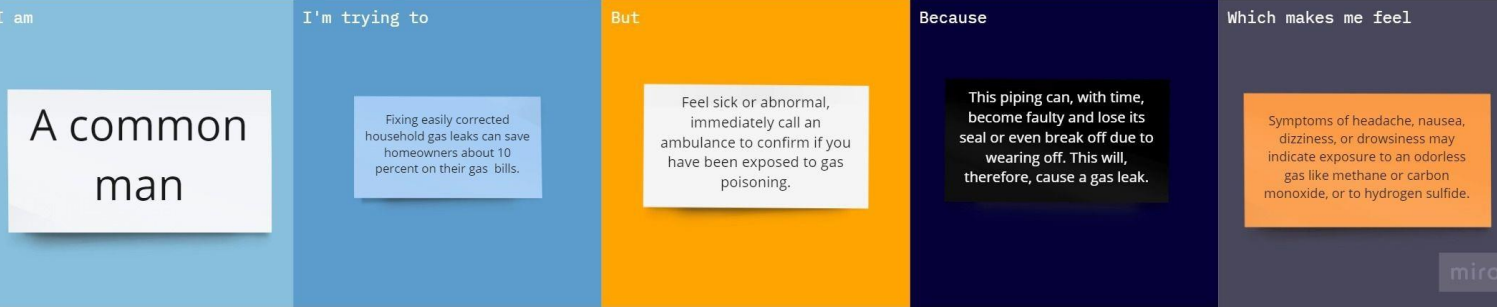 I am
A common
man
I'm trying to
Fixing easily corrected
household gas leaks can save
homeowners about 10
percent on their gas bills.
But
Feel sick or abnormal,
immediately call an
ambulance to confirm if you
have been exposed to gas
poisoning.
Because
This piping can, with time,
become faulty and lose its
seal or even break off due to
wearing off. This will,
therefore, cause a gas leak.
Which makes me feel
Symptoms of headache, nausea,
dizziness, or drowsiness may
indicate exposure to an odorless
gas like methane or carbon
monoxide, or to hydrogen sulfide.
miro